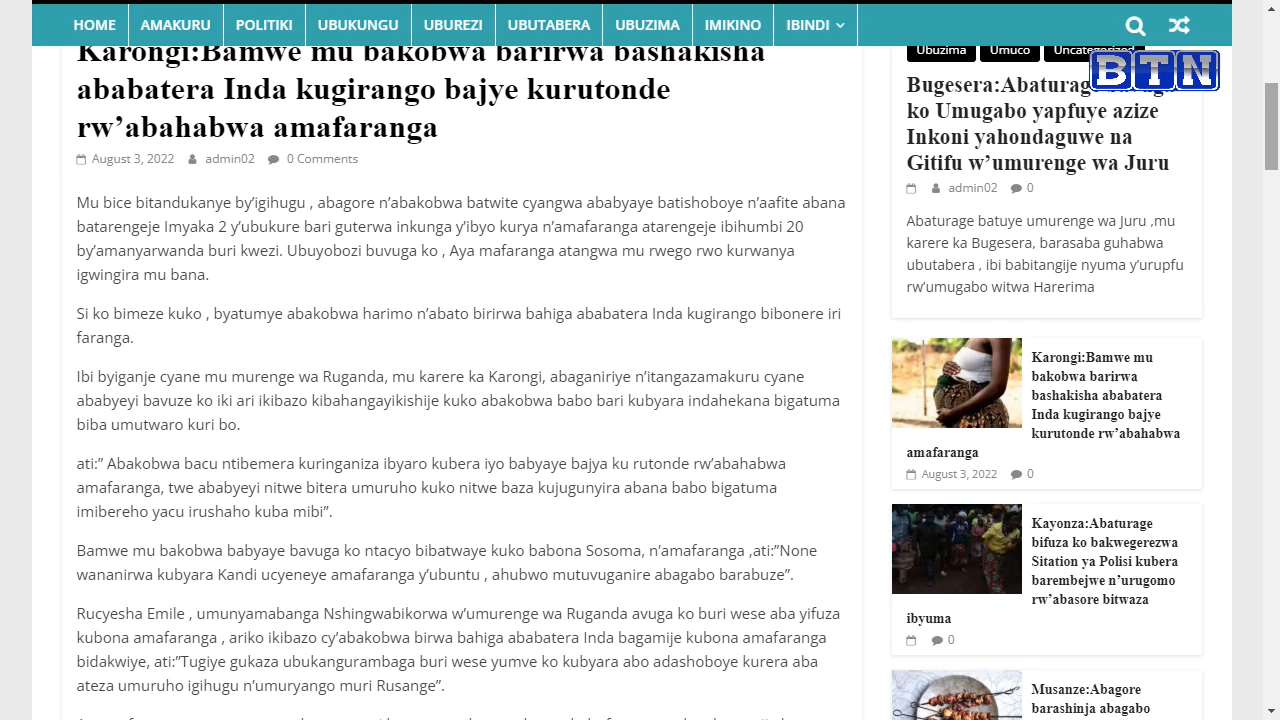 HOME AMAKURU POLITIKI UBUKUNGU UBUREZI UBUTABERA UBUZIMA IMIKINO IBINDI
Karongi:Bamwe mu bakobwa barirwa bashakisha
ababatera Inda kugirango bajye kurutonde
rw’abahabwa amafaranga
August 3, 2022 admin02 0 Comments
Mu bice bitandukanye by’igihugu , abagore n’abakobwa batwite cyangwa ababyaye batishoboye n’aafite abana
batarengeje Imyaka 2 y’ubukure bari guterwa inkunga y’ibyo kurya n’amafaranga atarengeje ibihumbi 20
by’amanyarwanda buri kwezi. Ubuyobozi buvuga ko , Aya mafaranga atangwa mu rwego rwo kurwanya
igwingira mu bana.
Si ko bimeze kuko , byatumye abakobwa harimo n’abato birirwa bahiga ababatera Inda kugirango bibonere iri
faranga.
Ibi byiganje cyane mu murenge wa Ruganda, mu karere ka Karongi, abaganiriye n’itangazamakuru cyane
ababyeyi bavuze ko iki ari ikibazo kibahangayikishije kuko abakobwa babo bari kubyara indahekana bigatuma
biba umutwaro kuri bo.
ati:” Abakobwa bacu ntibemera kuringaniza ibyaro kubera iyo babyaye bajya ku rutonde rw’abahabwa
amafaranga, twe ababyeyi nitwe bitera umuruho kuko nitwe baza kujugunyira abana babo bigatuma
imibereho yacu irushaho kuba mibi”.
Bamwe mu bakobwa babyaye bavuga ko ntacyo bibatwaye kuko babona Sosoma, n’amafaranga ,ati:”None
wananirwa kubyara Kandi ucyeneye amafaranga y’ubuntu , ahubwo mutuvuganire abagabo barabuze”.
Rucyesha Emile , umunyamabanga Nshingwabikorwa w’umurenge wa Ruganda avuga ko buri wese aba yifuza
kubona amafaranga , ariko ikibazo cy’abakobwa birwa bahiga ababatera Inda bagamije kubona amafaranga
bidakwiye, ati:”Tugiye gukaza ubukangurambaga buri wese yumve ko kubyara abo adashoboye kurera aba
ateza umuruho igihugu n’umuryango muri Rusange”.
Ubuzima Umuco Uncategorized
BTN
Bugesera:Abaturage
ko Umugabo yapfuye azize
Inkoni yahondaguwe na
Gitifu w’umurenge wa Juru
admin02 0
Abaturage batuye umurenge wa Juru ,mu
karere ka Bugesera, barasaba guhabwa
ubutabera , ibi babitangije nyuma y’urupfu
rw’umugabo witwa Harerima
Karongi:Bamwe mu
bakobwa barirwa
bashakisha ababatera
Inda kugirango bajye
kurutonde rw’abahabwa
amafaranga
August 3, 2022 0
Kayonza:Abaturage
bifuza ko bakwegerezwa
Sitation ya Polisi kubera
barembejwe n’urugomo
rw’abasore bitwaza
ibyuma
0
Musanze:Abagore
barashinja abagabo